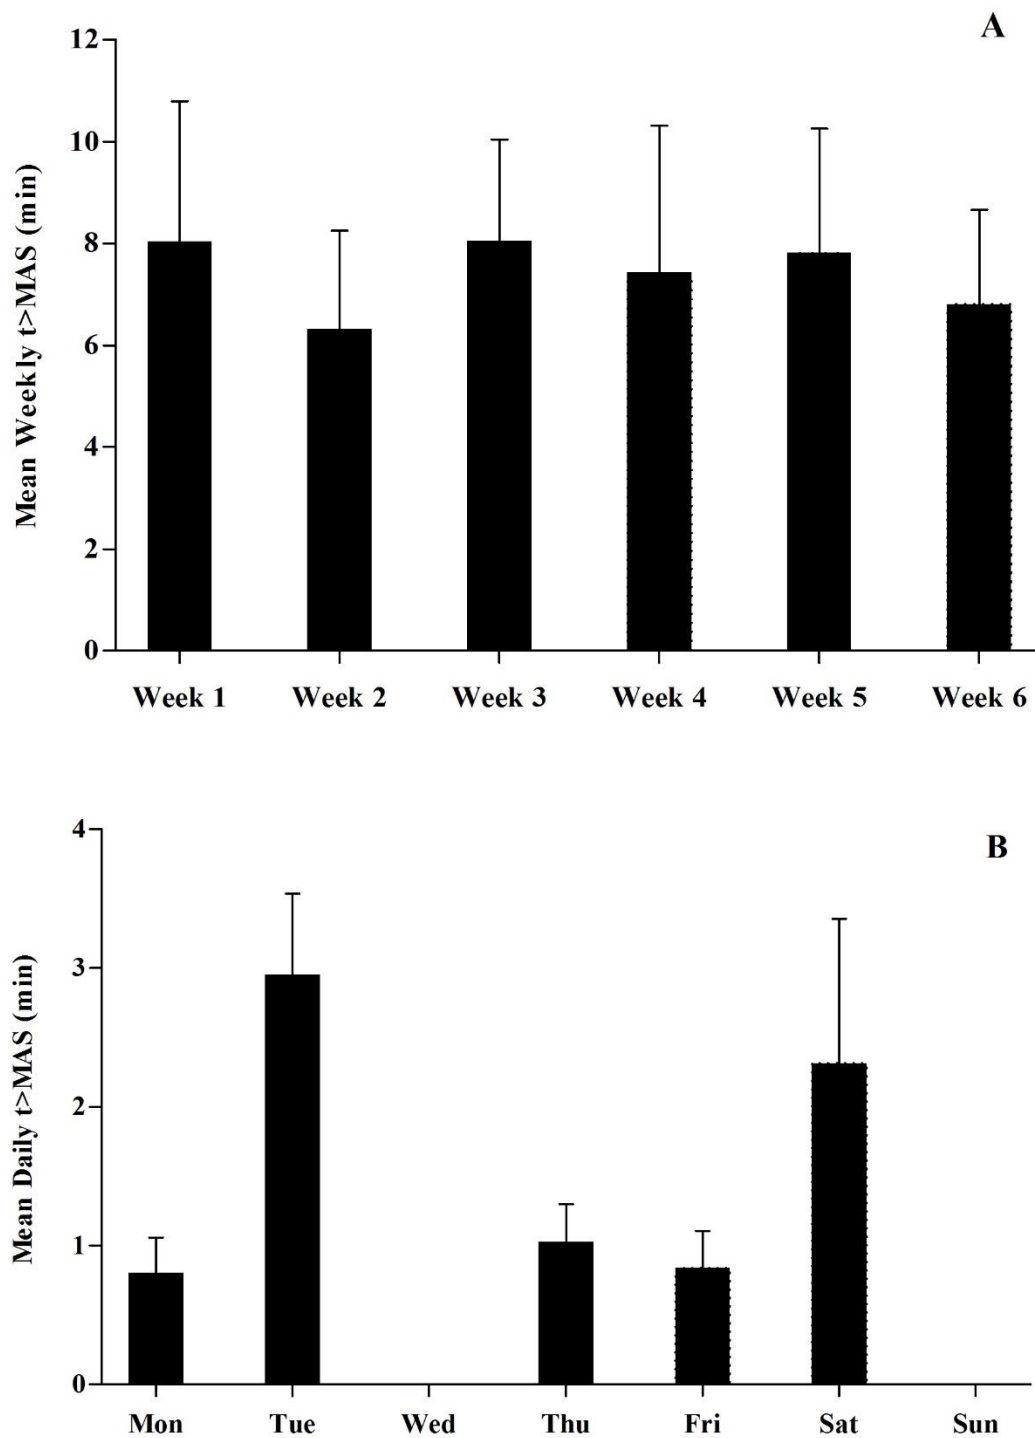 A
Mean Weekly t>MAS (min)
12
10
8
6
4
2
0
Week 1 Week 2 Week 3 Week 4 Week 5 Week 6
B
Mean Daily t>MAS (min)
4
3
2
1
0
Mon Tue Wed Thu Fri Sat Sun